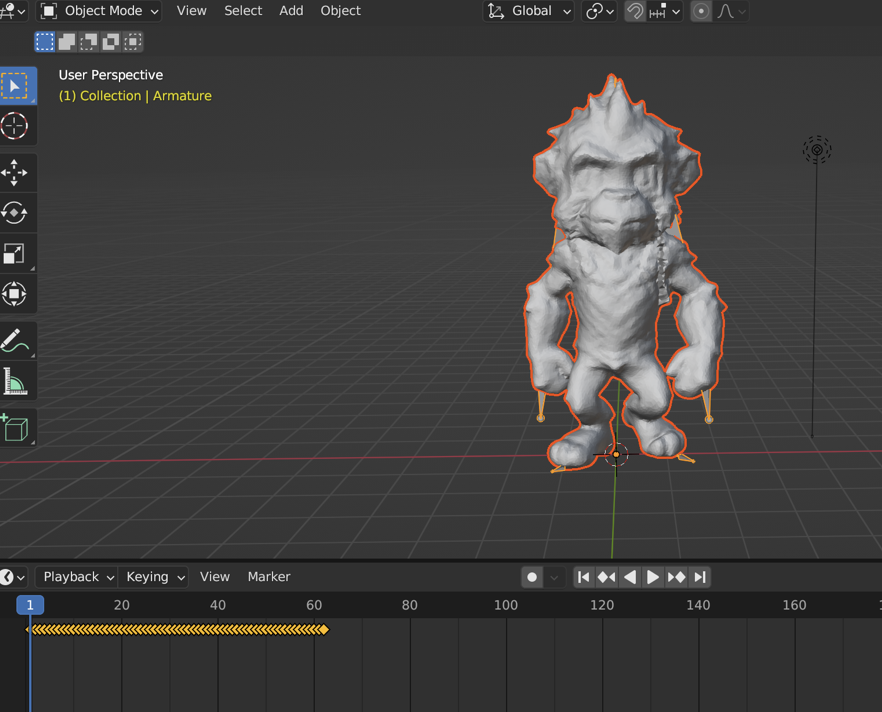 Object Mode View Select Add Object Global
User Perspective
(1) Collection | Armature
Playback Keying View Marker
1 20 40 60 80 100 120 140 160